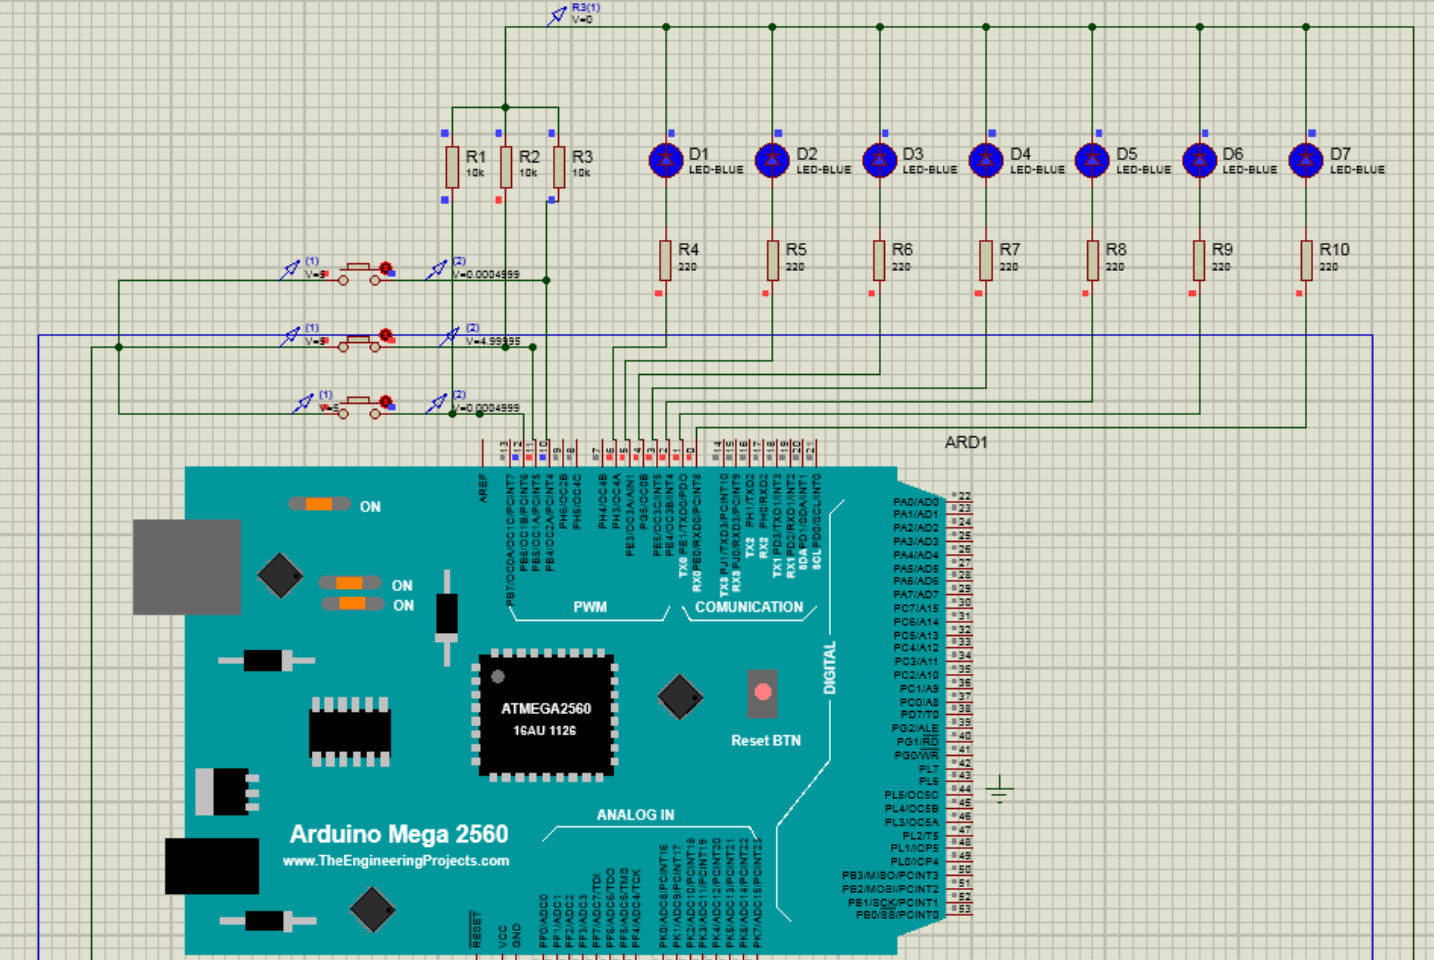 R3(1)
V=0
R1
10k
R2
10k
R3
10k
D1
LED-BLUE
D2
LED-BLUE
D3
LED-BLUE
D4
LED-BLUE
D5
LED-BLUE
D6
LED-BLUE
D7
LED-BLUE
R4
220
R5
220
R6
220
R7
220
R8
220
R9
220
R10
220
(1)
V=5
(2)
V=0.0004999
(1)
V=5
(2)
V=4.99995
(1)
V=5
(2)
V=0.0004999
ARD1
AREF
13
PB7/OC0A/OC1C/PCINT7
12
PB6/OC1B/PCINT6
11
PB5/OC1A/PCINT5
10
PB4/OC2A/PCINT4
9
PH6/OC2B
8
PH5/OC4C
7
PH4/OC4B
6
PH3/OC4A
5
PE3/OC3A/AIN1
4
PG5/OC0B
3
PE5/OC3C/INT5
2
PE4/OC3B/INT4
1
TX0 PE1/TXD0/PDO
0
RX0 PE0/RXD0/PCINT8
14
TX3 PJ1/TXD3/PCINT10
15
RX3 PJ0/RXD3/PCINT9
16
TX2 PH1/TXD2
17
RX2 PH0/RXD2
18
TX1 PD3/TXD1/INT3
19
RX1 PD2/RXD1/INT2
20
SDA PD1/SDA/INT1
21
SCL PD0/SCL/INT0
PWM
COMUNICATION
ON
ON
ON
DIGITAL
ATMEGA2560
16AU 1126
Reset BTN
ANALOG IN
Arduino Mega 2560
www.TheEngineeringProjects.com
PA0/AD0 22
PA1/AD1 23
PA2/AD2 24
PA3/AD3 25
PA4/AD4 26
PA5/AD5 27
PA6/AD6 28
PA7/AD7 29
PC7/A15 30
PC6/A14 31
PC5/A13 32
PC4/A12 33
PC3/A11 34
PC2/A10 35
PC1/A9 36
PC0/A8 37
PD7/T0 38
PG2/ALE 39
PG1/RD 40
PG0/WR 41
PL7 42
PL6 43
PL5/OC5C 44
PL4/OC5B 45
PL3/OC5A 46
PL2/T5 47
PL1/ICP5 48
PL0/ICP4 49
PB3/MISO/PCINT3 50
PB2/MOSI/PCINT2 51
PB1/SCK/PCINT1 52
PB0/SS/PCINT0 53
RESET
VCC
GND
PF0/ADC0
PF1/ADC1
PF2/ADC2
PF3/ADC3
PF7/ADC7/TDI
PF6/ADC6/TDO
PF5/ADC5/TMS
PF4/ADC4/TCK
PK0/ADC8/PCINT16
PK1/ADC9/PCINT17
PK2/ADC10/PCINT18
PK3/ADC11/PCINT19
PK4/ADC12/PCINT20
PK5/ADC13/PCINT21
PK6/ADC14/PCINT22
PK7/ADC15/PCINT23